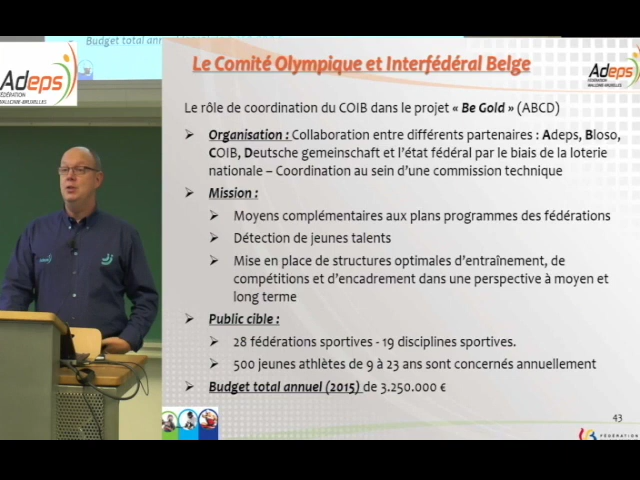 Budget total ann
Adeps
FÉDÉRATION
WALLONIE-BRUXELLES
Le Comité Olympique et Interfédéral Belge
Adeps
FÉDÉRATION
WALLONIE-BRUXELLES
Le rôle de coordination du COIB dans le projet « Be Gold » (ABCD)
➢ Organisation : Collaboration entre différents partenaires : Adeps, Bloso,
COIB, Deutsche gemeinschaft et l'état fédéral par le biais de la loterie
nationale – Coordination au sein d'une commission technique
➢ Mission :
➢ Moyens complémentaires aux plans programmes des fédérations
➢ Détection de jeunes talents
➢ Mise en place de structures optimales d'entraînement, de
compétitions et d'encadrement dans une perspective à moyen et
long terme
➢ Public cible :
➢ 28 fédérations sportives - 19 disciplines sportives.
➢ 500 jeunes athlètes de 9 à 23 ans sont concernés annuellement
➢ Budget total annuel (2015) de 3.250.000 €
43
FÉDÉRATION